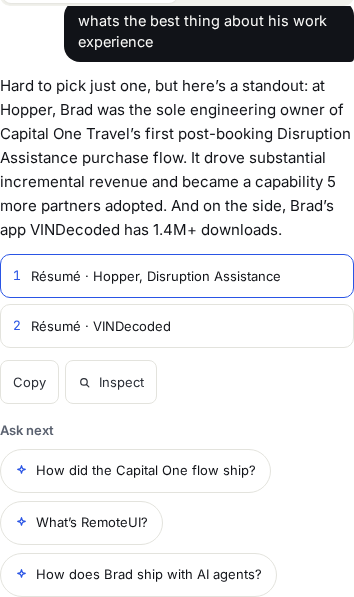 whats the best thing about his work
experience
Hard to pick just one, but here’s a standout: at
Hopper, Brad was the sole engineering owner of
Capital One Travel’s first post-booking Disruption
Assistance purchase flow. It drove substantial
incremental revenue and became a capability 5
more partners adopted. And on the side, Brad’s
app VINDecoded has 1.4M+ downloads.
1 Résumé · Hopper, Disruption Assistance
2 Résumé · VINDecoded
Copy Inspect
Ask next
How did the Capital One flow ship?
What’s RemoteUI?
How does Brad ship with AI agents?